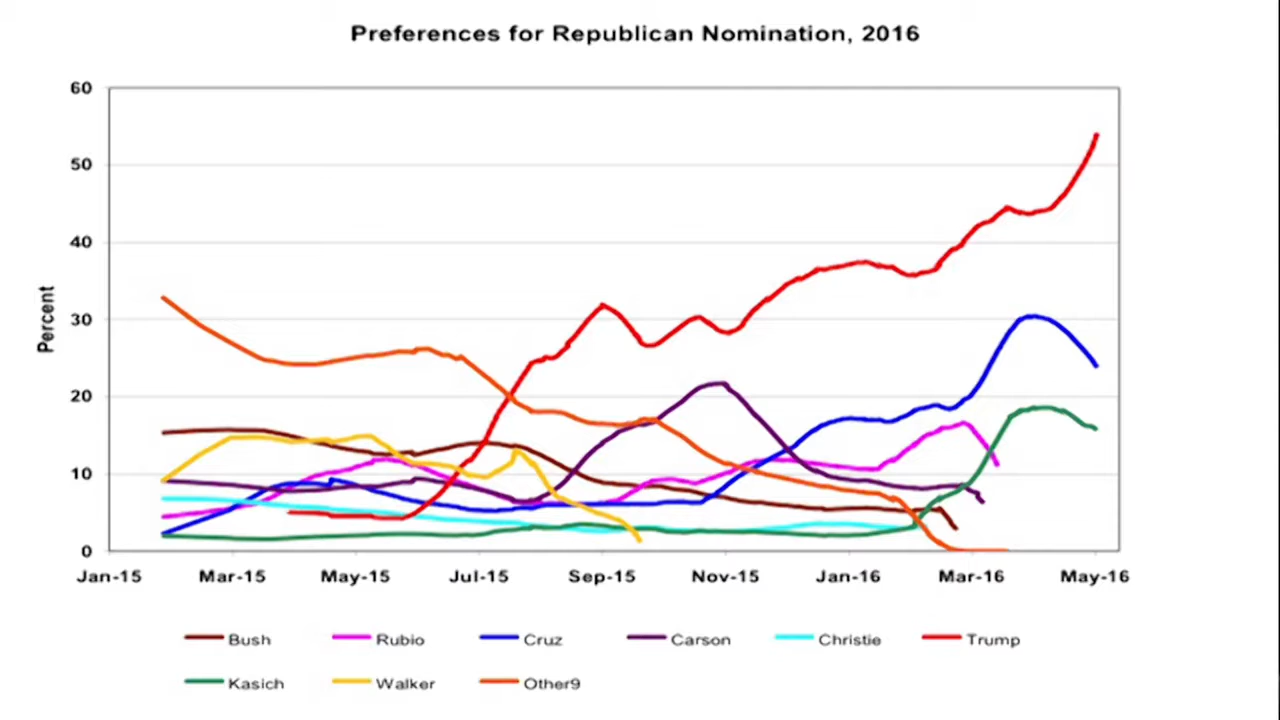 Preferences for Republican Nomination, 2016
60
50
40
30
20
10
0
Percent
Jan-15 Mar-15 May-15 Jul-15 Sep-15 Nov-15 Jan-16 Mar-16 May-16
Bush Rubio Cruz Carson Christie Trump
Kasich Walker Other9